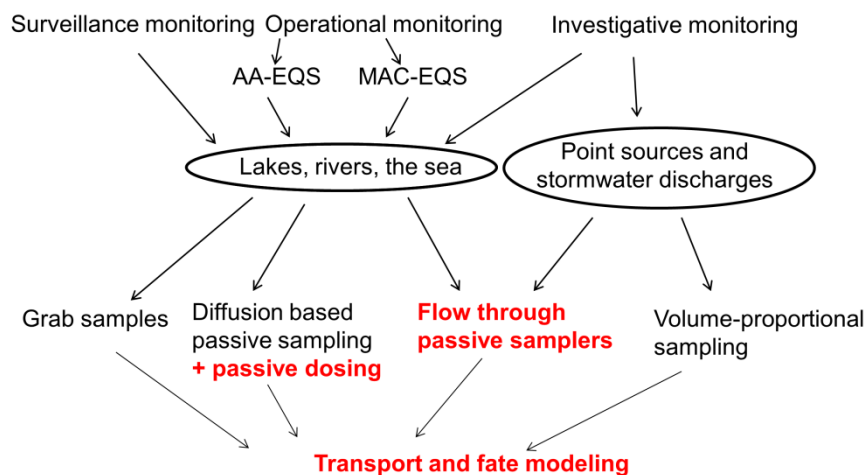 Surveillance monitoring
Operational monitoring
Investigative monitoring
AA-EQS
MAC-EQS
Lakes, rivers, the sea
Point sources and
stormwater discharges
Grab samples
Diffusion based
passive sampling
+ passive dosing
Flow through
passive samplers
Volume-proportional
sampling
Transport and fate modeling